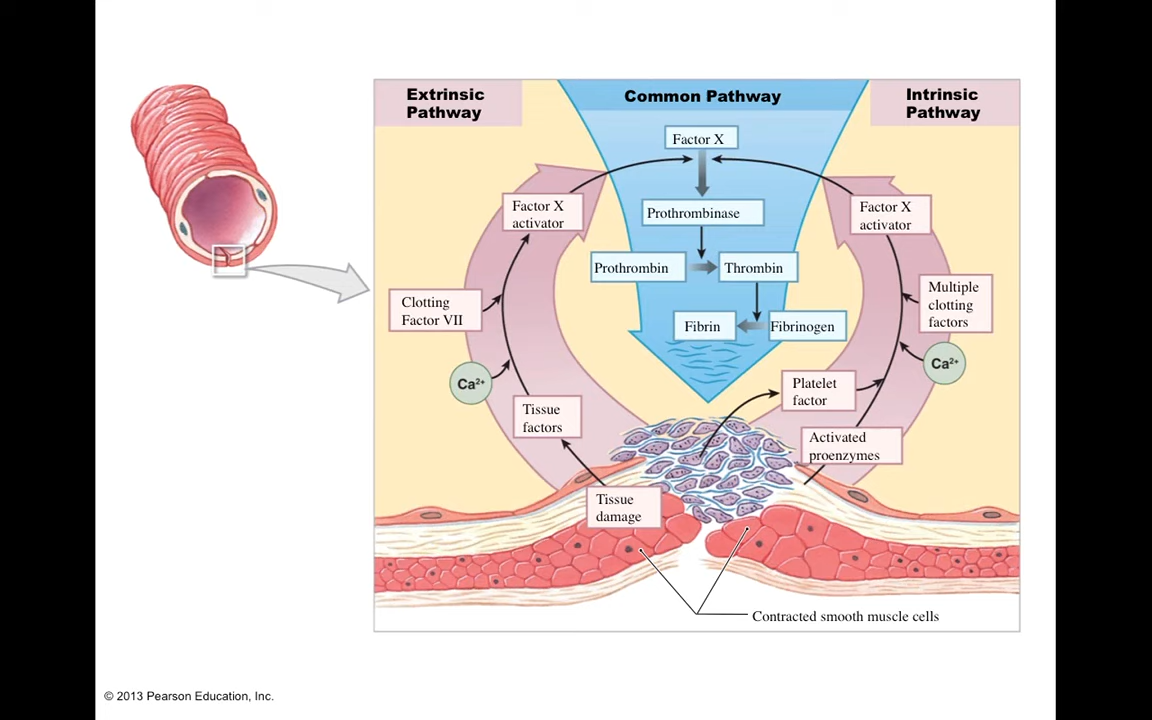 Extrinsic
Pathway
Common Pathway
Intrinsic
Pathway
Factor X
Factor X
activator
Prothrombinase
Factor X
activator
Prothrombin
Thrombin
Clotting
Factor VII
Multiple
clotting
factors
Fibrin
Fibrinogen
Ca²⁺
Ca²⁺
Platelet
factor
Tissue
factors
Activated
proenzymes
Tissue
damage
Contracted smooth muscle cells
© 2013 Pearson Education, Inc.